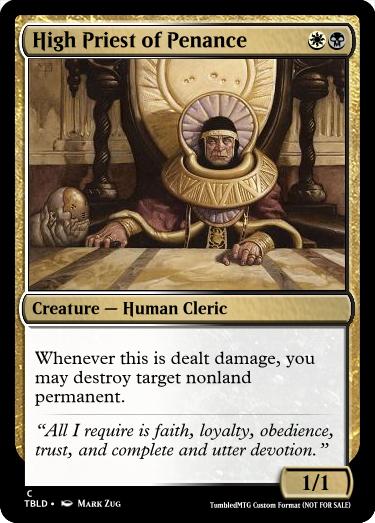 High Priest of Penance
Creature — Human Cleric
Whenever this is dealt damage, you
may destroy target nonland
permanent.
“All I require is faith, loyalty, obedience,
trust, and complete and utter devotion.”
1/1
C
TBLD • Mark Zug
TumbledMTG Custom Format (NOT FOR SALE)